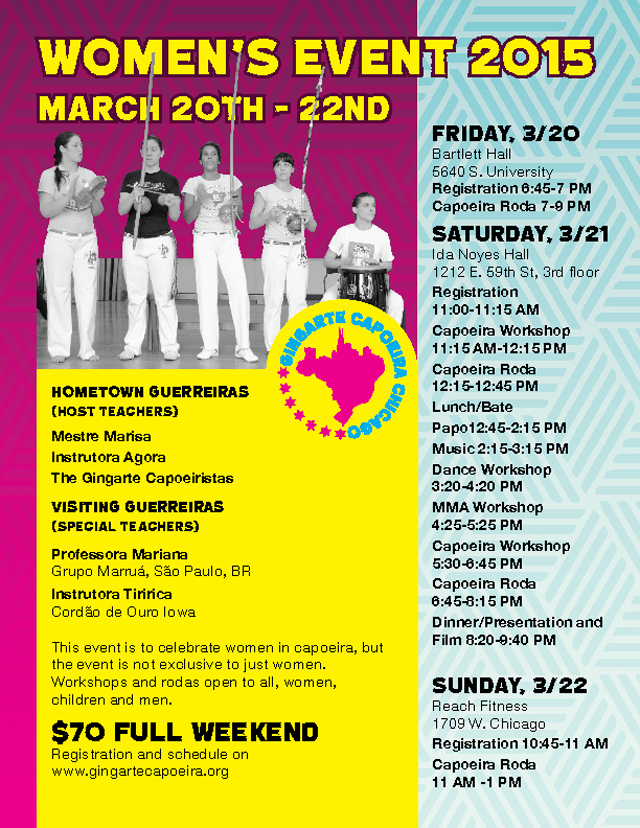 WOMEN'S EVENT 2015
MARCH 20TH - 22ND
GINGARTE CAPOEIRA CHICAGO
HOMETOWN GUERREIRAS
(HOST TEACHERS)
Mestre Marisa
Instrutora Agora
The Gingarte Capoeiristas
VISITING GUERREIRAS
(SPECIAL TEACHERS)
Professora Mariana
Grupo Marruá, São Paulo, BR
Instrutora Tiririca
Cordão de Ouro Iowa
This event is to celebrate women in capoeira, but
the event is not exclusive to just women.
Workshops and rodas open to all, women,
children and men.
$70 FULL WEEKEND
Registration and schedule on
www.gingartecapoeira.org
FRIDAY, 3/20
Bartlett Hall
5640 S. University
Registration 6:45-7 PM
Capoeira Roda 7-9 PM
SATURDAY, 3/21
Ida Noyes Hall
1212 E. 59th St, 3rd floor
Registration
11:00-11:15 AM
Capoeira Workshop
11:15 AM-12:15 PM
Capoeira Roda
12:15-12:45 PM
Lunch/Bate
Papo12:45-2:15 PM
Music 2:15-3:15 PM
Dance Workshop
3:20-4:20 PM
MMA Workshop
4:25-5:25 PM
Capoeira Workshop
5:30-6:45 PM
Capoeira Roda
6:45-8:15 PM
Dinner/Presentation and
Film 8:20-9:40 PM
SUNDAY, 3/22
Reach Fitness
1709 W. Chicago
Registration 10:45-11 AM
Capoeira Roda
11 AM -1 PM